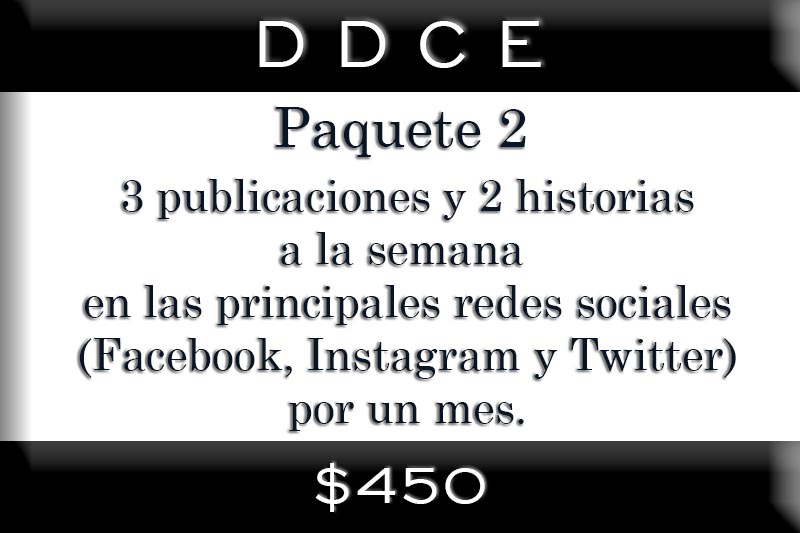 DDCE
Paquete 2
3 publicaciones y 2 historias
a la semana
en las principales redes sociales
(Facebook, Instagram y Twitter)
por un mes.
$450